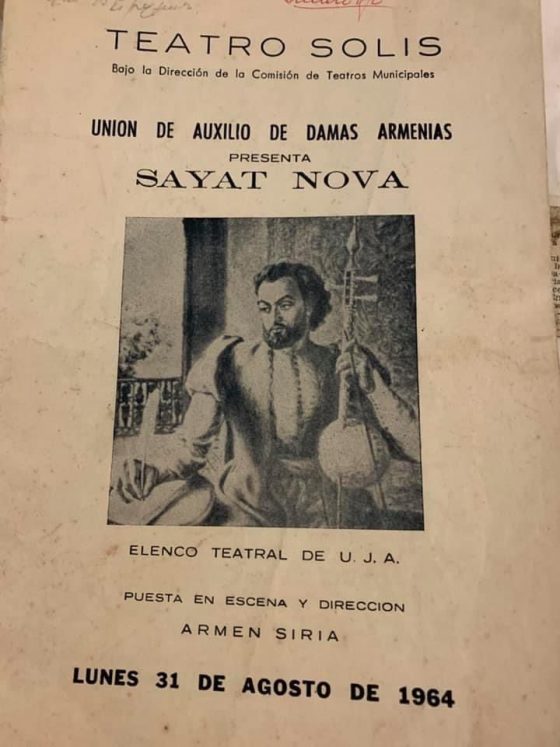 TEATRO SOLIS
Bajo la Dirección de la Comisión de Teatros Municipales
UNION DE AUXILIO DE DAMAS ARMENIAS
PRESENTA
SAYAT NOVA
ELENCO TEATRAL DE U. J. A.
PUESTA EN ESCENA Y DIRECCION
ARMEN SIRIA
LUNES 31 DE AGOSTO DE 1964